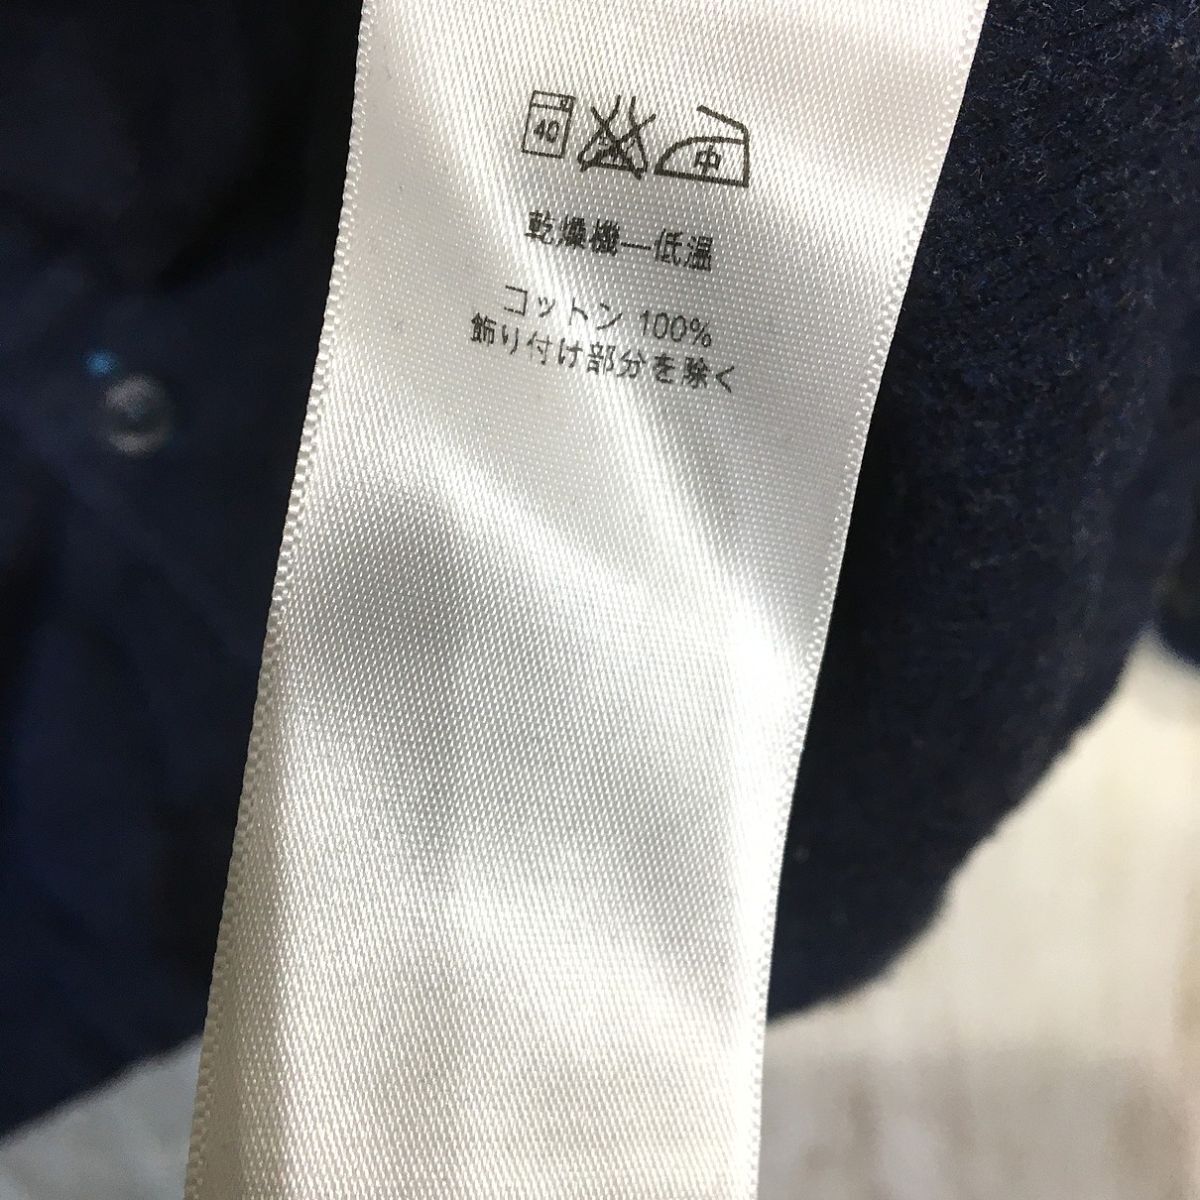 40 中
乾燥機—低温
コットン 100%
飾り付け部分を除く